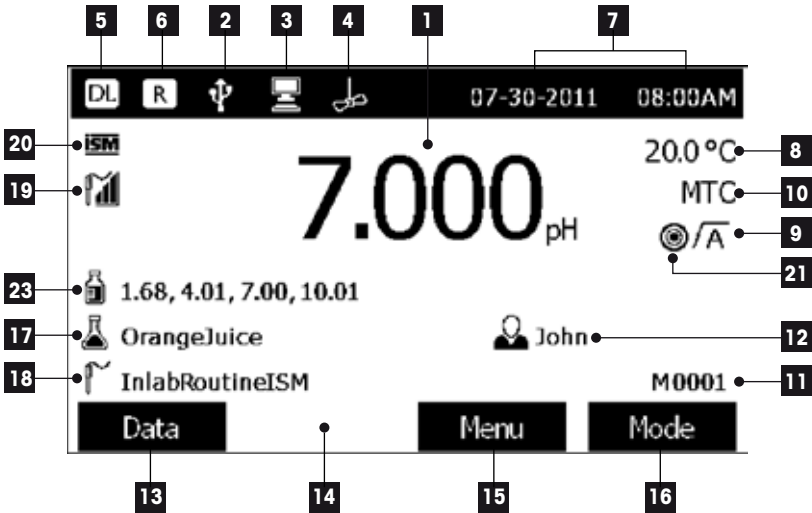 5 6 2 3 4 1 7
DL R 07-30-2011 08:00AM
20 ISM 20.0 °C 8
19 7.000 pH MTC 10
/A 9
21
23 1.68, 4.01, 7.00, 10.01
17 OrangeJuice John 12
18 InlabRoutineISM M0001 11
Data Menu Mode
13 14 15 16